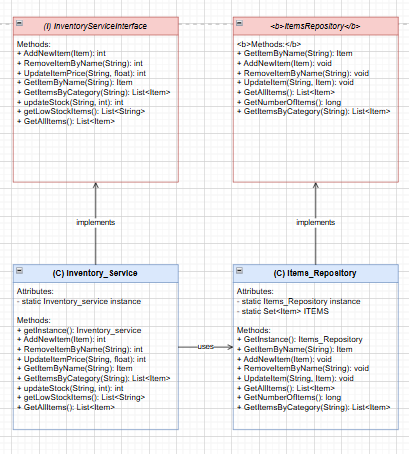 (I) InventoryServiceInterface
Methods:
+ AddNewItem(Item): int
+ RemoveItemByName(String): int
+ UpdateItemPrice(String, float): int
+ GetItemByName(String): Item
+ GetItemsByCategory(String): List<Item>
+ updateStock(String, int): int
+ getLowStockItems(): List<String>
+ GetAllItems(): List<Item>
<b>ItemsRepository</b>
<b>Methods:</b>
+ GetItemByName(String): Item
+ AddNewItem(Item): void
+ RemoveItemByName(String): void
+ UpdateItem(String, Item): void
+ GetAllItems(): List<Item>
+ GetNumberOfItems(): long
+ GetItemsByCategory(String): List<Item>
implements
implements
(C) Inventory_Service
Attributes:
- static Inventory_service instance
Methods:
+ getInstance(): Inventory_service
+ AddNewItem(Item): int
+ RemoveItemByName(String): int
+ UpdateItemPrice(String, float): int
+ GetItemByName(String): Item
+ GetItemsByCategory(String): List<Item>
+ updateStock(String, int): int
+ getLowStockItems(): List<String>
+ GetAllItems(): List<Item>
uses
(C) Items_Repository
Attributes:
- static Items_Repository instance
- static Set<Item> ITEMS
Methods:
+ GetInstance(): Items_Repository
+ GetItemByName(String): Item
+ AddNewItem(Item): void
+ RemoveItemByName(String): void
+ UpdateItem(String, Item): void
+ GetAllItems(): List<Item>
+ GetNumberOfItems(): long
+ GetItemsByCategory(String): List<Item>